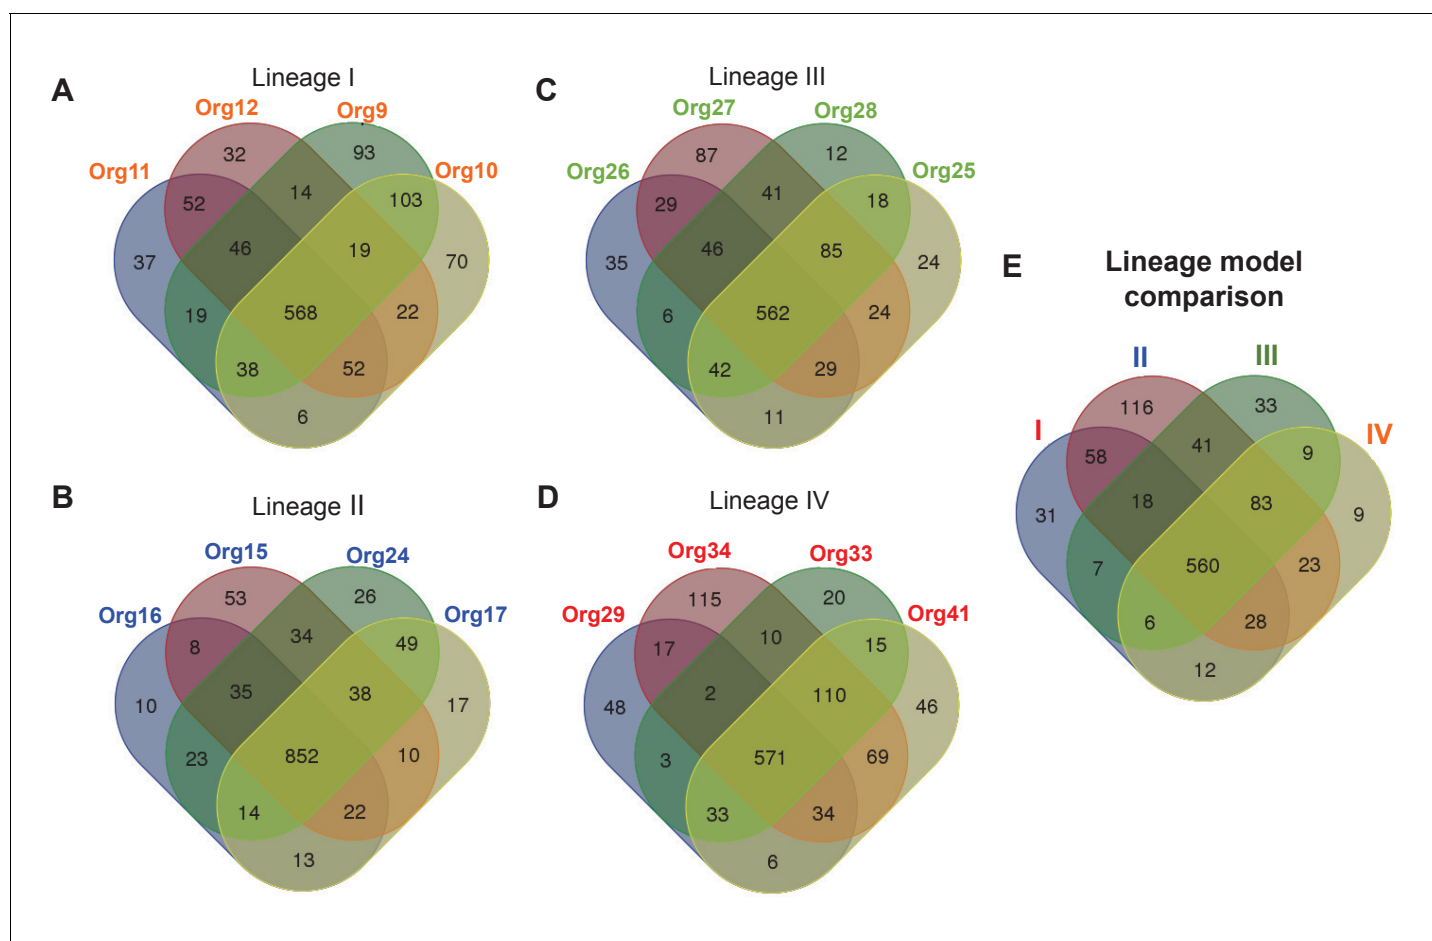 A
Lineage I
Org12
Org9
Org11
Org10
32
93
52
14
103
37
46
19
70
19
568
22
38
52
6
B
Lineage II
Org15
Org24
Org16
Org17
53
26
8
34
49
10
35
38
17
23
852
10
14
22
13
C
Lineage III
Org27
Org28
Org26
Org25
87
12
29
41
18
35
46
85
24
6
562
24
42
29
11
D
Lineage IV
Org34
Org33
Org29
Org41
115
20
17
10
15
48
2
110
46
3
571
69
33
34
6
E
Lineage model
comparison
II
III
I
IV
116
33
58
41
9
31
18
83
9
7
560
23
6
28
12